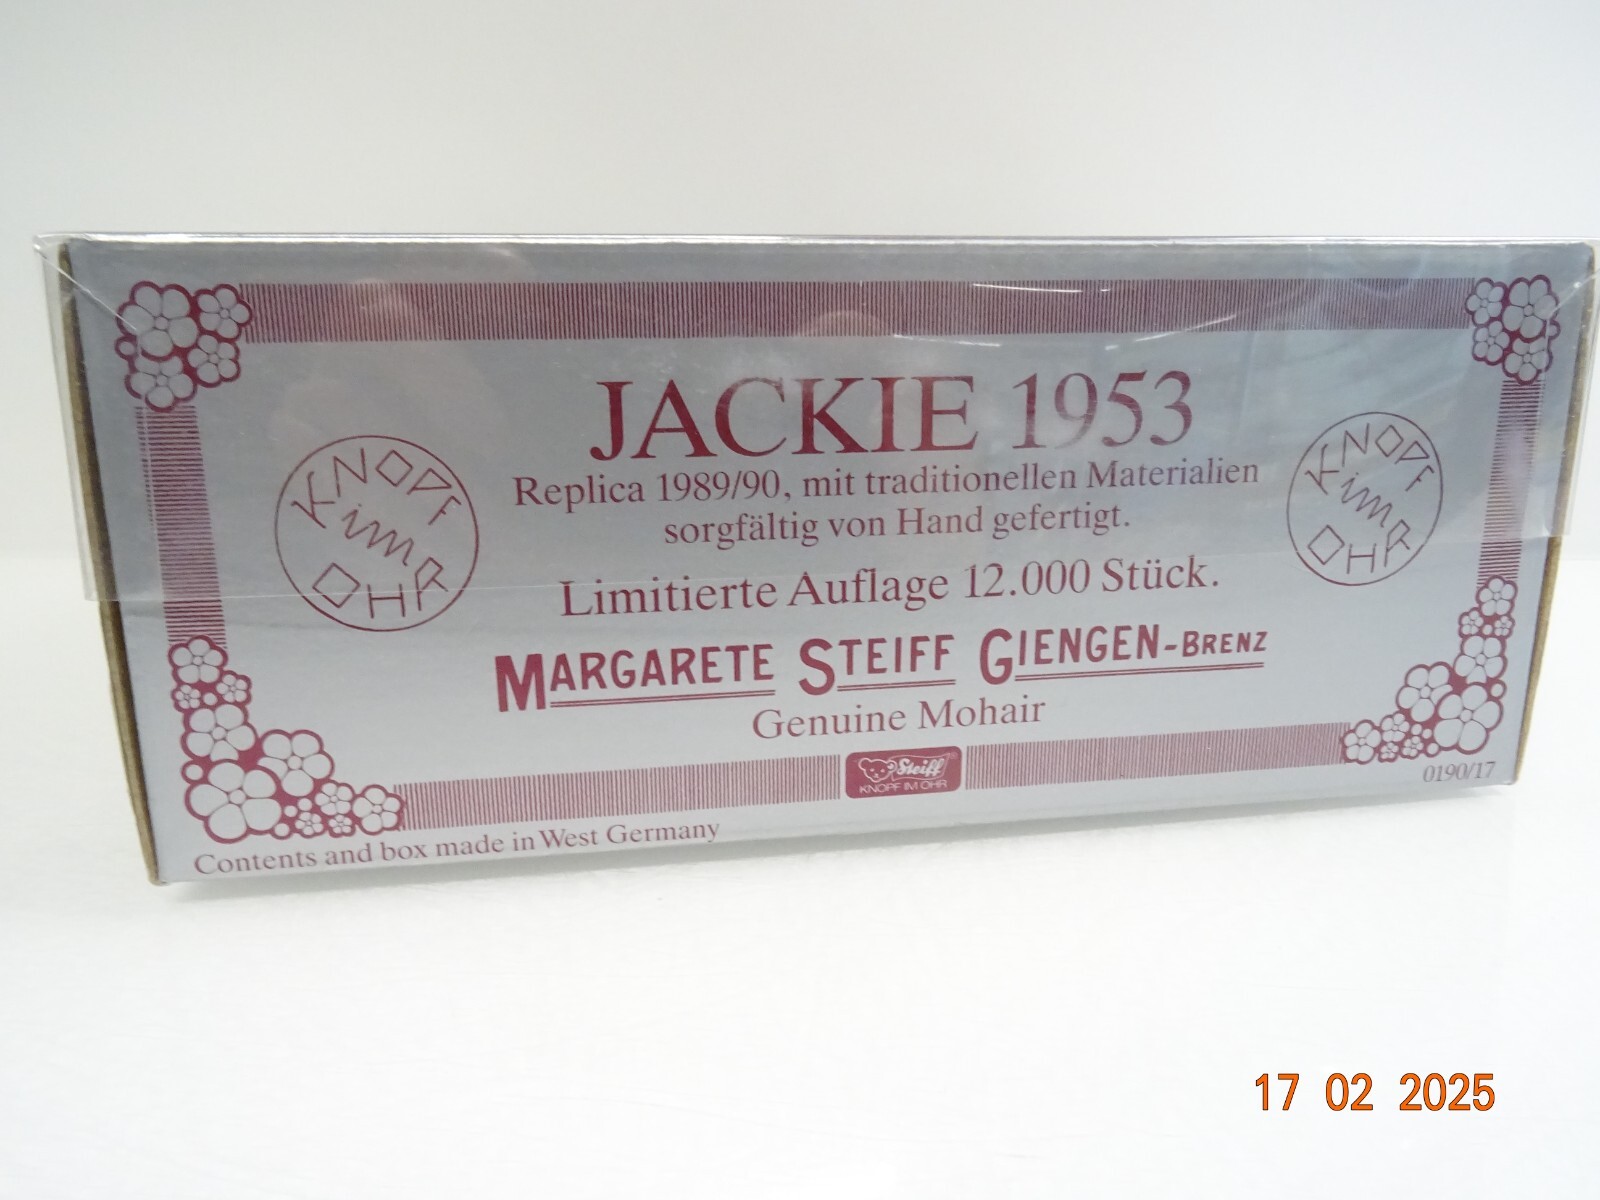 JACKIE 1953
Replica 1989/90, mit traditionellen Materialien
sorgfältig von Hand gefertigt.
Limitierte Auflage 12.000 Stück.
MARGARETE STEIFF GIENGEN-BRENZ
Genuine Mohair
KNOPF
im
OHR
KNOPF
im
OHR
Steiff
KNOPF IM OHR
0190/17
Contents and box made in West Germany
17 02 2025